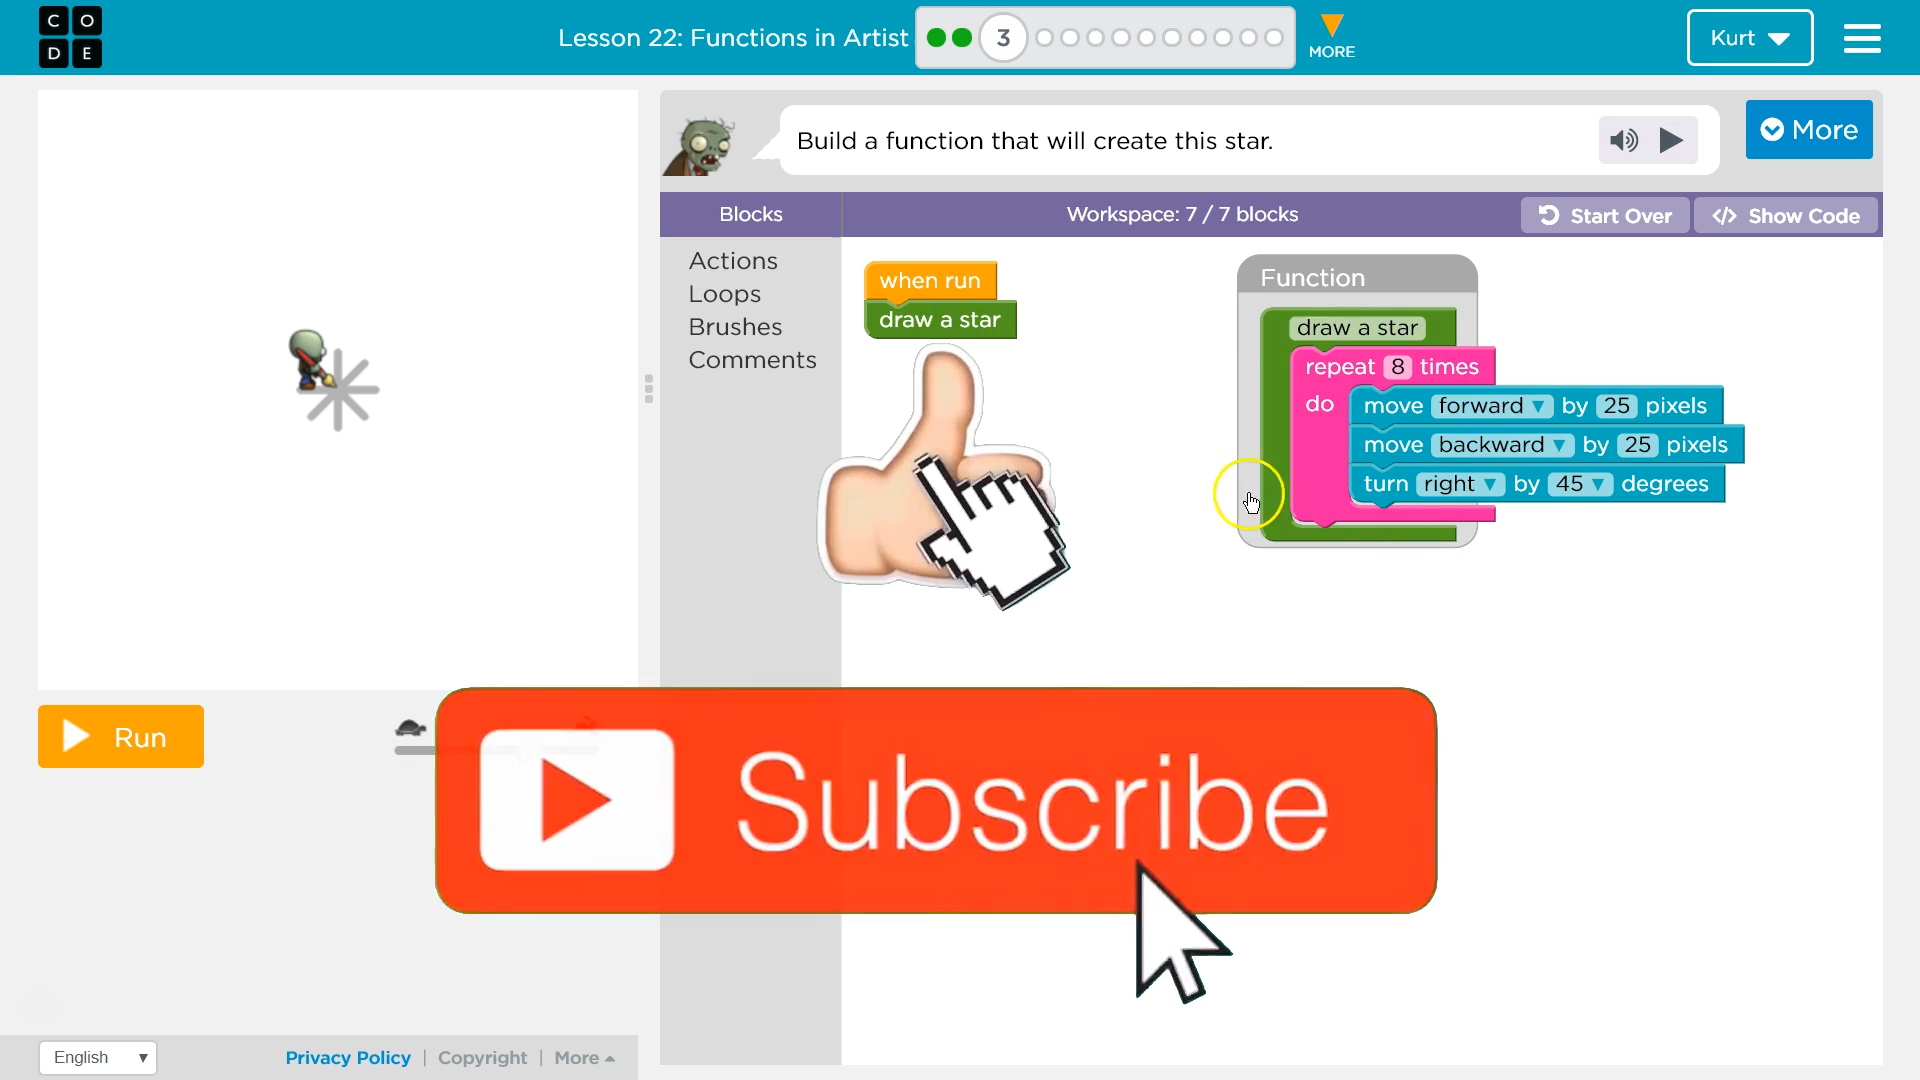 C O
D E
Lesson 22: Functions in Artist
3
MORE
Kurt
Build a function that will create this star.
More
Blocks
Workspace: 7 / 7 blocks
Start Over
</> Show Code
Actions
Loops
Brushes
Comments
when run
draw a star
Function
draw a star
repeat 8 times
do
move forward by 25 pixels
move backward by 25 pixels
turn right by 45 degrees
Run
Subscribe
English
Privacy Policy | Copyright | More